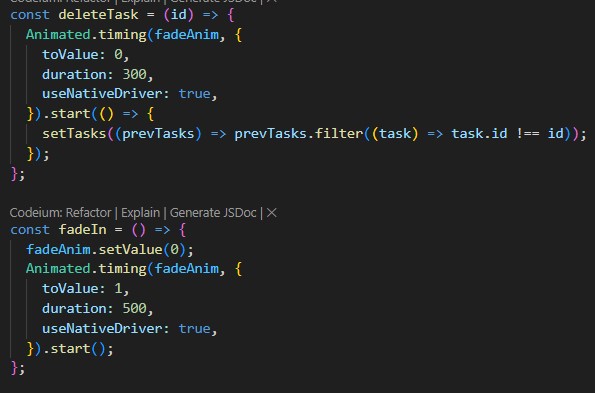 Codeium: Refactor | Explain | Generate JSDoc | X
const deleteTask = (id) => {
  Animated.timing(fadeAnim, {
    toValue: 0,
    duration: 300,
    useNativeDriver: true,
  }).start(() => {
    setTasks((prevTasks) => prevTasks.filter((task) => task.id !== id));
  });
};
Codeium: Refactor | Explain | Generate JSDoc | X
const fadeIn = () => {
  fadeAnim.setValue(0);
  Animated.timing(fadeAnim, {
    toValue: 1,
    duration: 500,
    useNativeDriver: true,
  }).start();
};